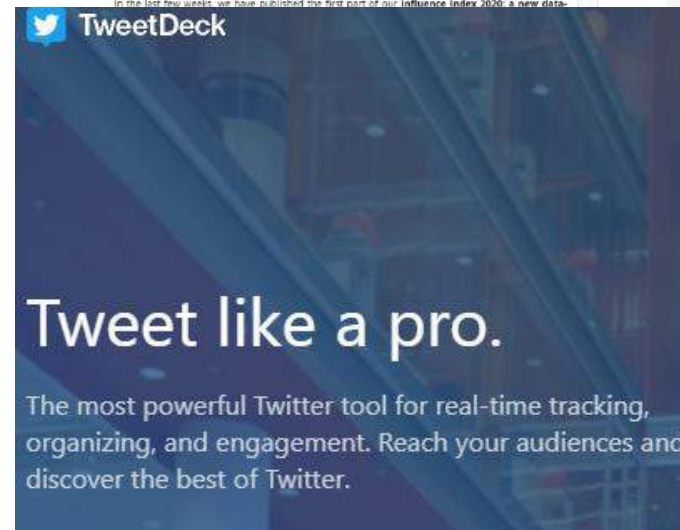 In the last few weeks, we have published the first part of our Influence Index 2020: a new data-
TweetDeck
Tweet like a pro.
The most powerful Twitter tool for real-time tracking,
organizing, and engagement. Reach your audiences and
discover the best of Twitter.